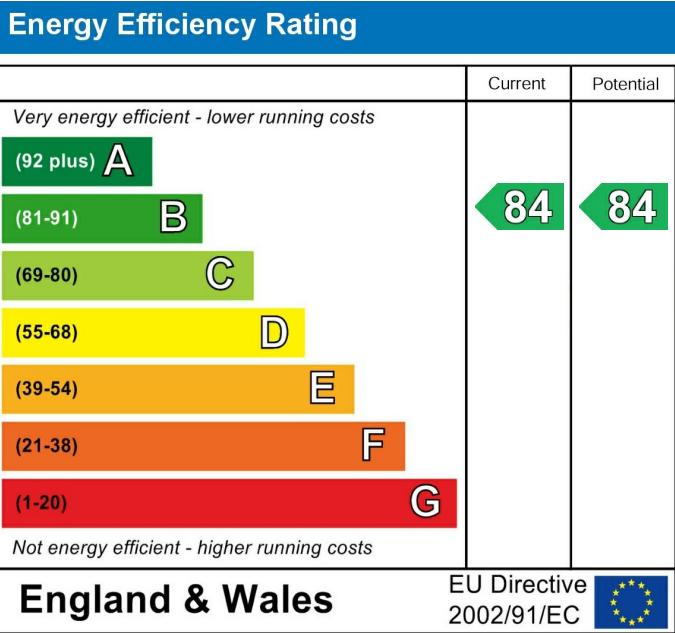 Energy Efficiency Rating
Current Potential
Very energy efficient - lower running costs
(92 plus) A
(81-91) B 84 84
(69-80) C
(55-68) D
(39-54) E
(21-38) F
(1-20) G
Not energy efficient - higher running costs
England & Wales
EU Directive
2002/91/EC